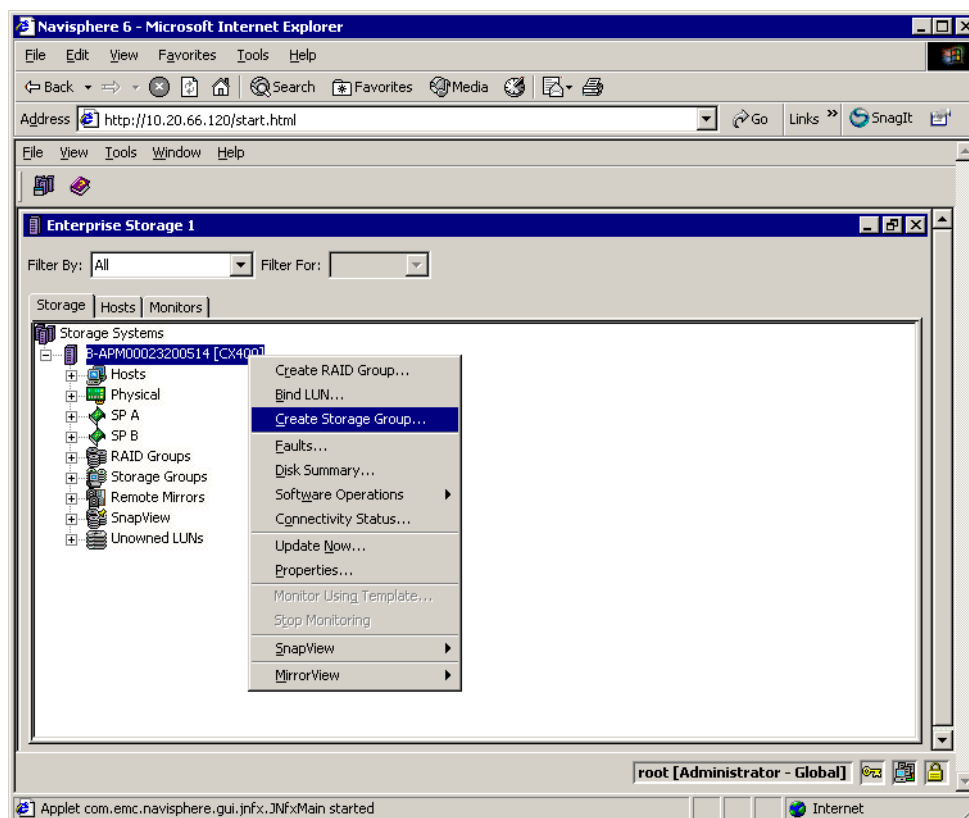 Navisphere 6 - Microsoft Internet Explorer
File Edit View Favorites Tools Help
Back Search Favorites Media
Address http://10.20.66.120/start.html Go Links » SnagIt
File View Tools Window Help
Enterprise Storage 1
Filter By: All Filter For:
Storage Hosts Monitors
Storage Systems
B-APM00023200514 [CX400]
Hosts
Physical
SP A
SP B
RAID Groups
Storage Groups
Remote Mirrors
SnapView
Unowned LUNs
Create RAID Group...
Bind LUN...
Create Storage Group...
Faults...
Disk Summary...
Software Operations
Connectivity Status...
Update Now...
Properties...
Monitor Using Template...
Stop Monitoring
SnapView
MirrorView
root [Administrator - Global]
Applet com.emc.navisphere.gui.jnfx.JNfxMain started Internet